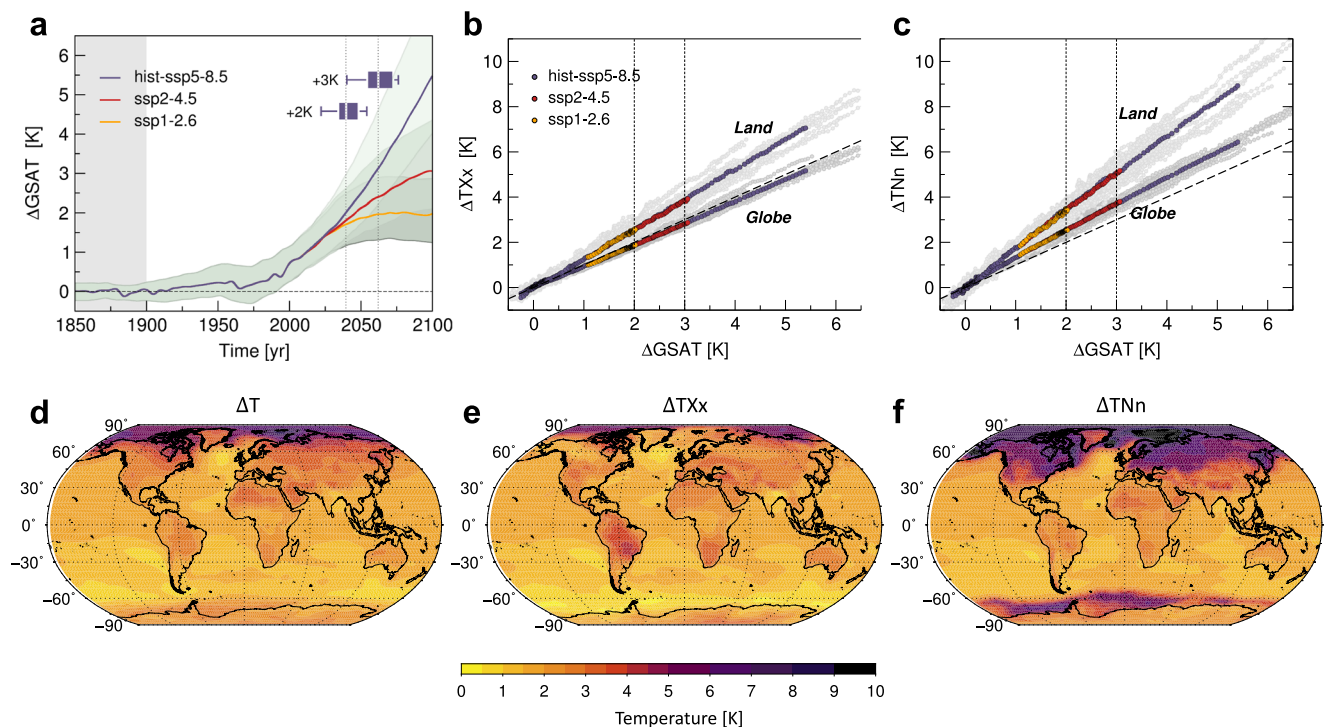 a
ΔGSAT [K]
6
5
4
3
2
1
0
hist-ssp5-8.5
ssp2-4.5
ssp1-2.6
+3K
+2K
1850 1900 1950 2000 2050 2100
Time [yr]
b
ΔTXx [K]
10
8
6
4
2
0
hist-ssp5-8.5
ssp2-4.5
ssp1-2.6
Land
Globe
0 1 2 3 4 5 6
ΔGSAT [K]
c
ΔTNn [K]
10
8
6
4
2
0
Land
Globe
0 1 2 3 4 5 6
ΔGSAT [K]
d
ΔT
90°
60°
30°
0°
−30°
−60°
−90
e
ΔTXx
90°
60°
30°
0°
−30°
−60°
−90
f
ΔTNn
90°
60°
30°
0°
−30°
−60°
−90
0 1 2 3 4 5 6 7 8 9 10
Temperature [K]